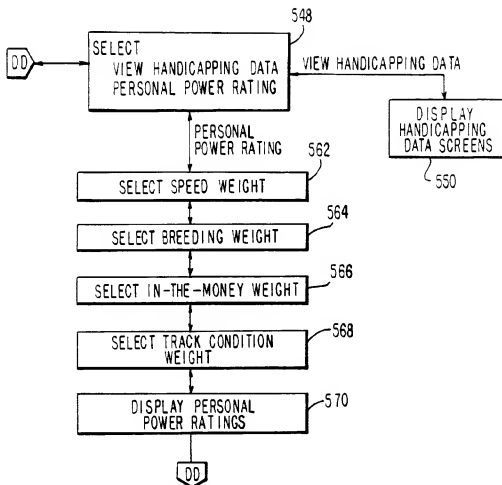 548
SELECT
DD
VIEW HANDICAPPING DATA
PERSONAL POWER RATING
VIEW HANDICAPPING DATA
DISPLAY
HANDICAPPING
DATA SCREENS
550
PERSONAL
POWER RATING
562
SELECT SPEED WEIGHT
564
SELECT BREEDING WEIGHT
566
SELECT IN-THE-MONEY WEIGHT
568
SELECT TRACK CONDITION
WEIGHT
570
DISPLAY PERSONAL
POWER RATINGS
DD